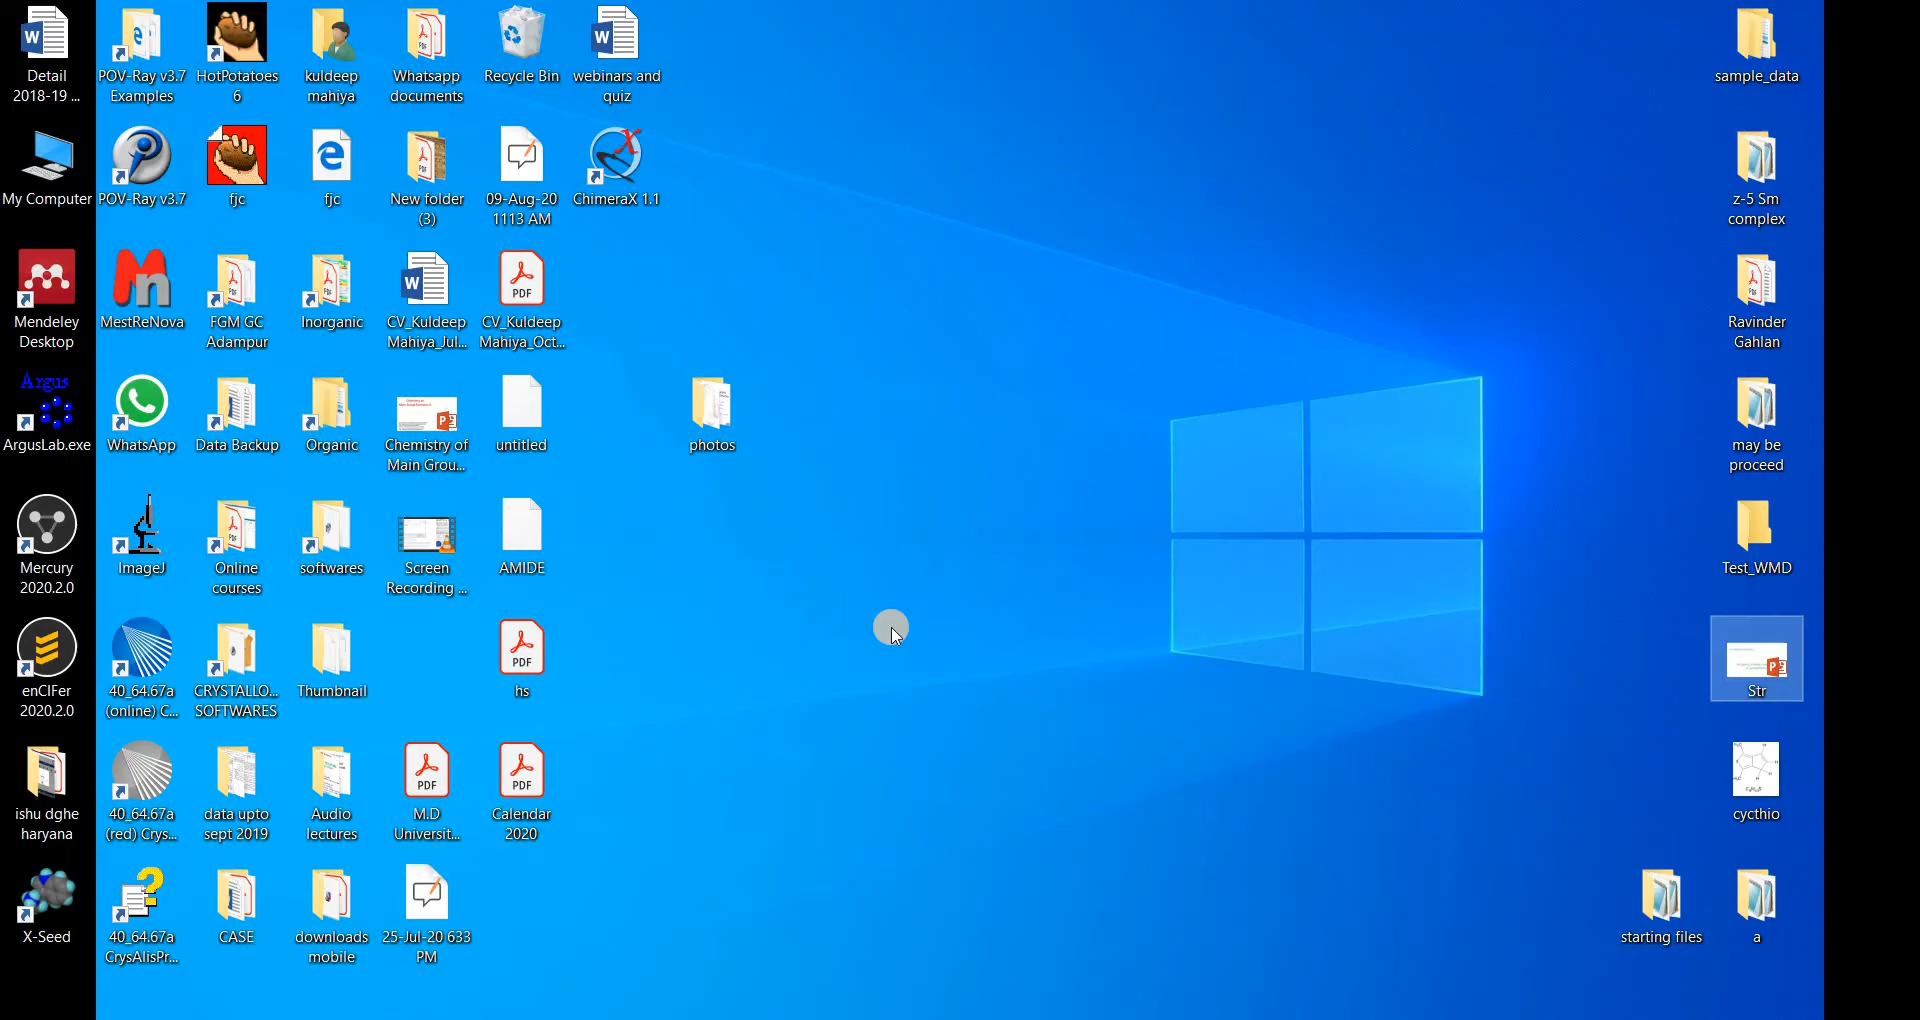 Detail
2018-19 ...
POV-Ray v3.7
Examples
HotPotatoes
6
kuldeep
mahiya
Whatsapp
documents
Recycle Bin
webinars and
quiz
sample_data
My Computer
POV-Ray v3.7
fjc
fjc
New folder
(3)
09-Aug-20
1113 AM
ChimeraX 1.1
z-5 Sm
complex
Mendeley
Desktop
MestReNova
FGM GC
Adampur
Inorganic
CV_Kuldeep
Mahiya_Jul...
PDF
CV_Kuldeep
Mahiya_Oct...
Ravinder
Gahlan
Argus
ArgusLab.exe
WhatsApp
Data Backup
Organic
Chemistry of
Main Grou...
untitled
photos
may be
proceed
Mercury
2020.2.0
ImageJ
Online
courses
softwares
Screen
Recording ...
AMIDE
Test_WMD
enCIFer
2020.2.0
40_64.67a
(online) C...
CRYSTALLO...
SOFTWARES
Thumbnail
PDF
hs
Str
ishu dghe
haryana
40_64.67a
(red) Crys...
data upto
sept 2019
Audio
lectures
PDF
M.D
Universit...
PDF
Calendar
2020
cycthio
X-Seed
40_64.67a
CrysAlisPr...
CASE
downloads
mobile
25-Jul-20 633
PM
starting files
a